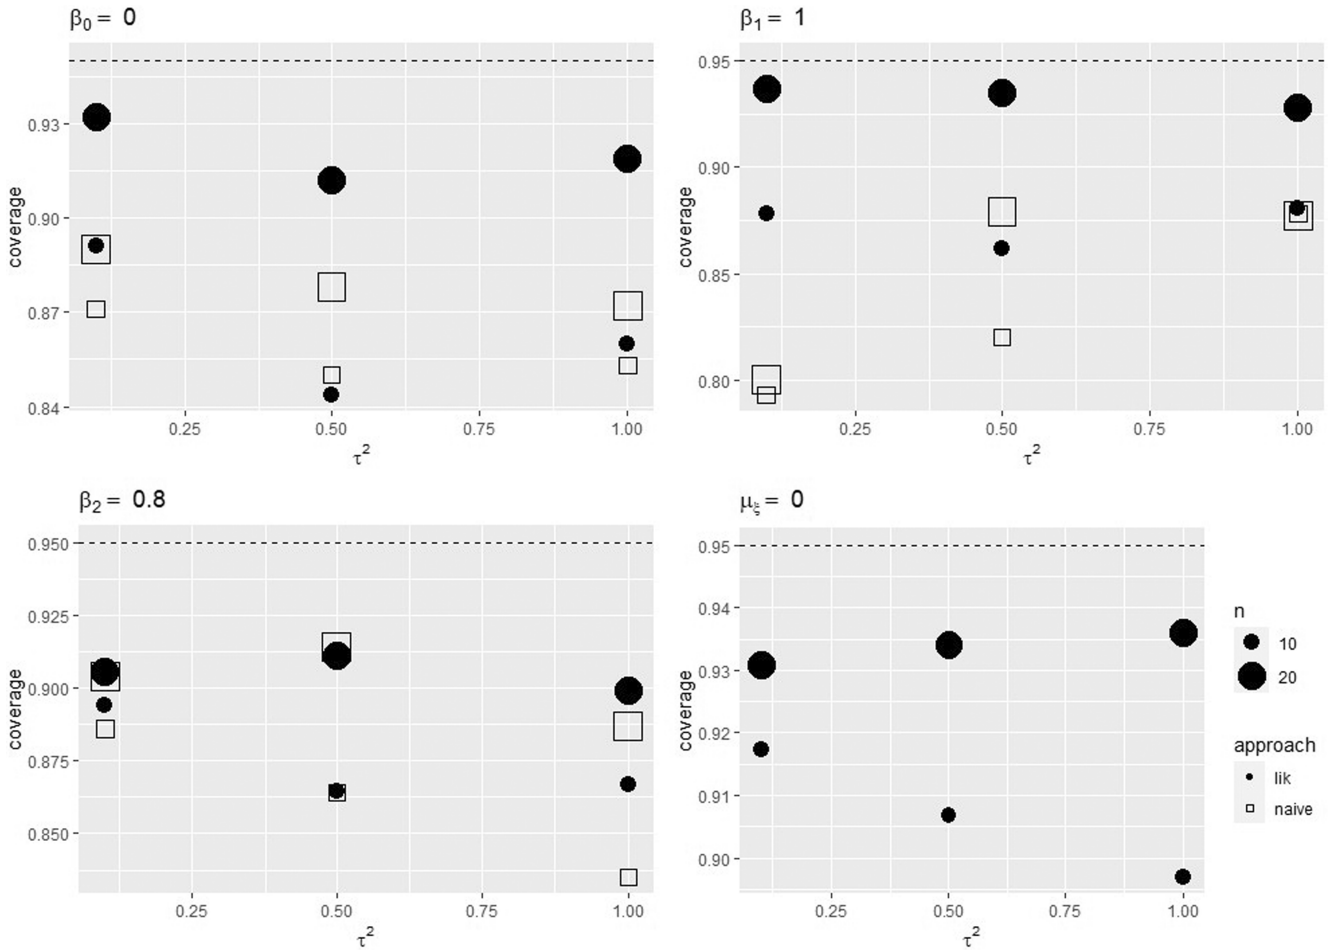 β0 = 0
coverage
0.93
0.90
0.87
0.84
0.25 0.50 0.75 1.00
τ2
β1 = 1
coverage
0.95
0.90
0.85
0.80
0.25 0.50 0.75 1.00
τ2
β2 = 0.8
coverage
0.950
0.925
0.900
0.875
0.850
0.25 0.50 0.75 1.00
τ2
μξ = 0
coverage
0.95
0.94
0.93
0.92
0.91
0.90
0.25 0.50 0.75 1.00
τ2
n
10
20
approach
lik
naive